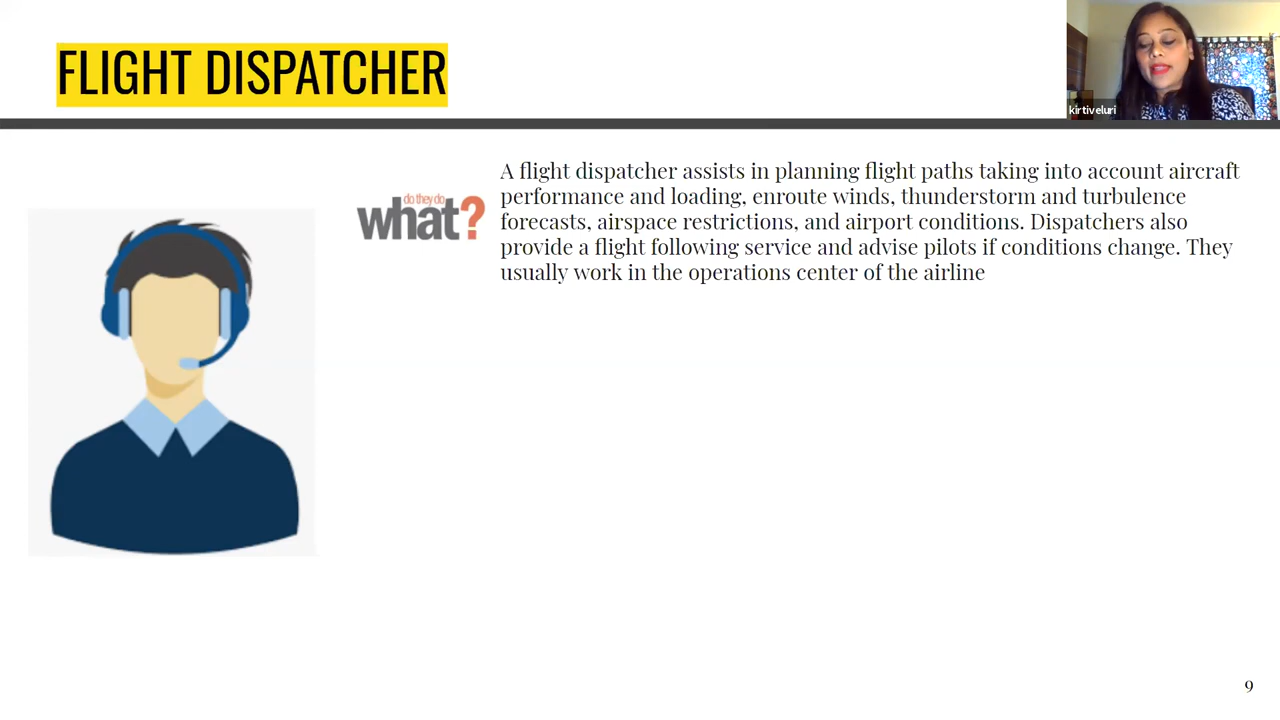 FLIGHT DISPATCHER
kirtiveluri
do they do
what?
A flight dispatcher assists in planning flight paths taking into account aircraft
performance and loading, enroute winds, thunderstorm and turbulence
forecasts, airspace restrictions, and airport conditions. Dispatchers also
provide a flight following service and advise pilots if conditions change. They
usually work in the operations center of the airline
9